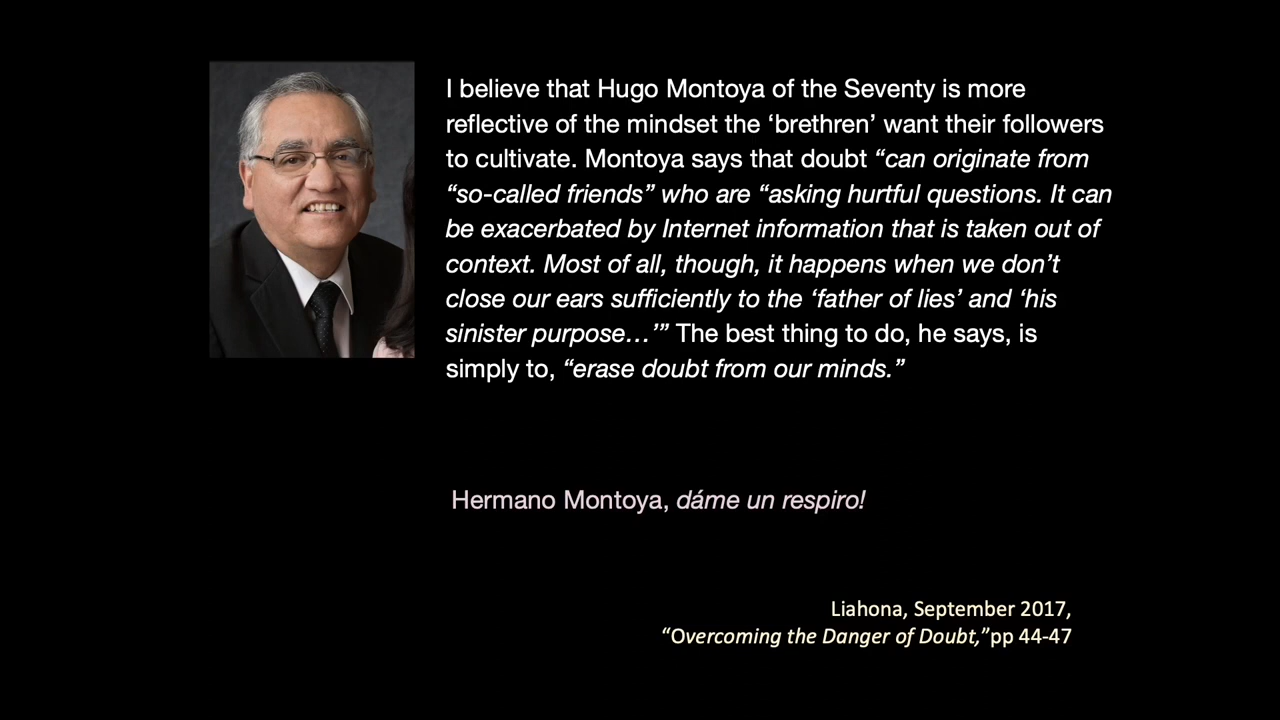 I believe that Hugo Montoya of the Seventy is more
reflective of the mindset the ‘brethren’ want their followers
to cultivate. Montoya says that doubt “can originate from
“so-called friends” who are “asking hurtful questions. It can
be exacerbated by Internet information that is taken out of
context. Most of all, though, it happens when we don’t
close our ears sufficiently to the ‘father of lies’ and ‘his
sinister purpose…’” The best thing to do, he says, is
simply to, “erase doubt from our minds.”
Hermano Montoya, dáme un respiro!
Liahona, September 2017,
“Overcoming the Danger of Doubt,”pp 44-47